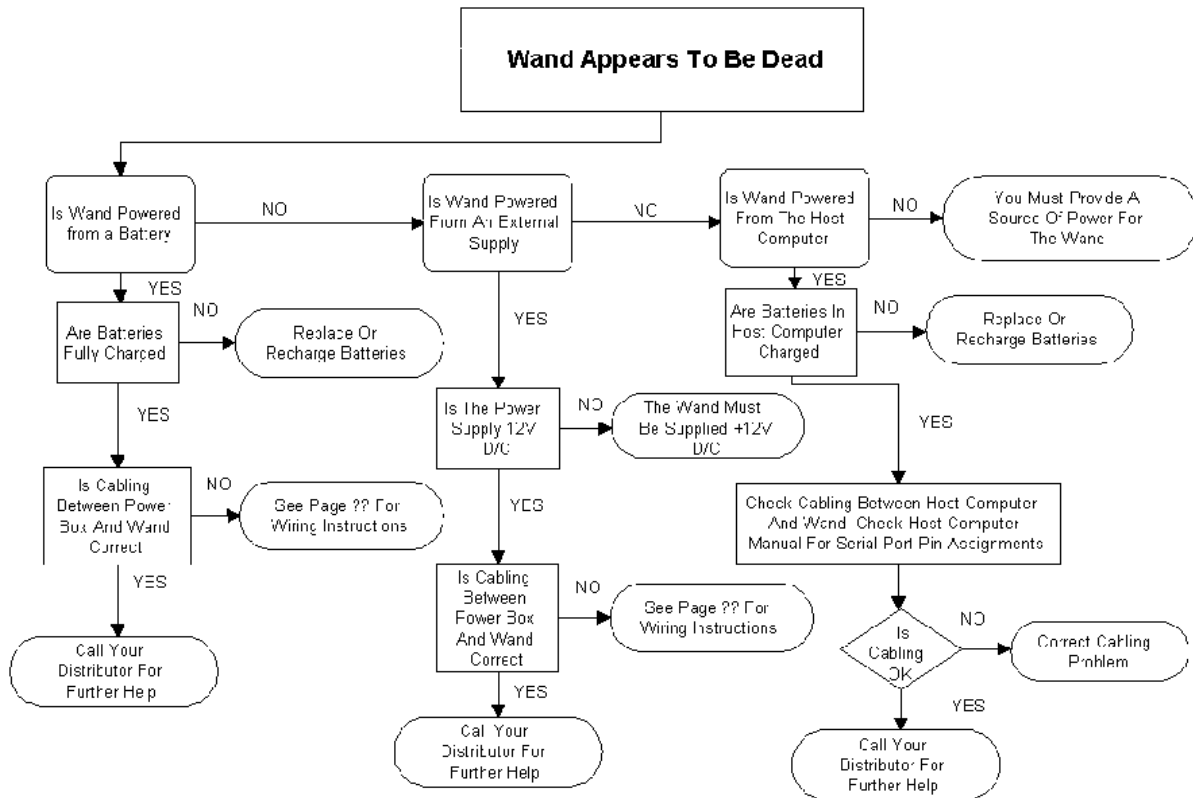 Wand Appears To Be Dead
Is Wand Powered
from a Battery
NO
Is Wand Powered
From An External
Supply
NO
Is Wand Powered
From The Host
Computer
NO
You Must Provide A
Source Of Power For
The Wand
YES
Are Batteries
Fully Charged
NO
Replace Or
Recharge Batteries
YES
YES
Are Batteries In
Host Computer
Charged
NO
Replace Or
Recharge Batteries
YES
Is The Power
Supply 12V
D/C
NO
The Wand Must
Be Supplied +12V
D/C
YES
Is Cabling
Between Power
Box And Wand
Correct
NO
See Page ?? For
Wiring Instructions
YES
Check Cabling Between Host Computer
And Wand. Check Host Computer
Manual For Serial Port Pin Assignments
YES
Call Your
Distributor For
Further Help
Is Cabling
Between
Power Box
And Wand
Correct
NO
See Page ?? For
Wiring Instructions
Is
Cabling
OK
NO
Correct Cabling
Problem
YES
Call Your
Distributor For
Further Help
YES
Call Your
Distributor For
Further Help